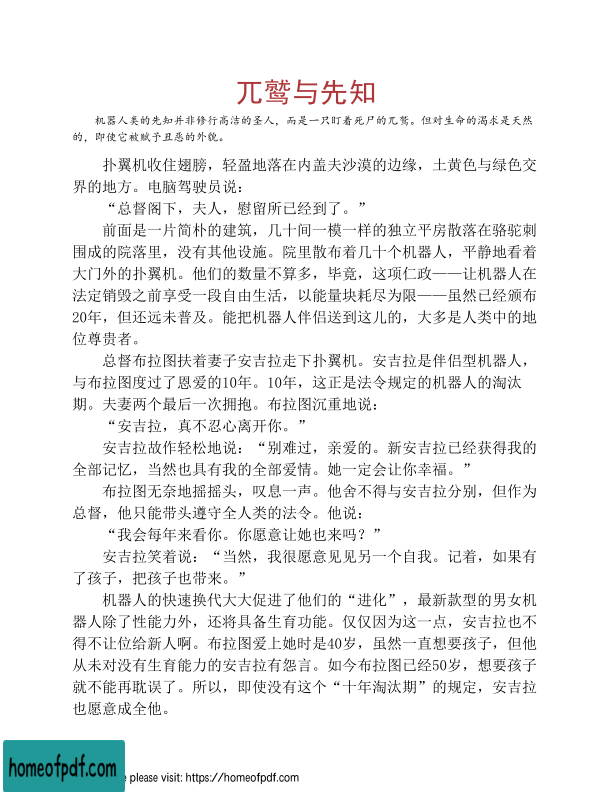 兀鹫与先知
机器人类的先知并非修行高洁的圣人，而是一只盯着死尸的兀鹫。但对生命的渴求是天然
的，即使它被赋予丑恶的外貌。
扑翼机收住翅膀，轻盈地落在内盖夫沙漠的边缘，土黄色与绿色交
界的地方。电脑驾驶员说：
“总督阁下，夫人，慰留所已经到了。”
前面是一片简朴的建筑，几十间一模一样的独立平房散落在骆驼刺
围成的院落里，没有其他设施。院里散布着几十个机器人，平静地看着
大门外的扑翼机。他们的数量不算多，毕竟，这项仁政——让机器人在
法定销毁之前享受一段自由生活，以能量块耗尽为限——虽然已经颁布
20年，但还远未普及。能把机器人伴侣送到这儿的，大多是人类中的地
位尊贵者。
总督布拉图扶着妻子安吉拉走下扑翼机。安吉拉是伴侣型机器人，
与布拉图度过了恩爱的10年。10年，这正是法令规定的机器人的淘汰
期。夫妻两个最后一次拥抱。布拉图沉重地说：
“安吉拉，真不忍心离开你。”
安吉拉故作轻松地说：“别难过，亲爱的。新安吉拉已经获得我的
全部记忆，当然也具有我的全部爱情。她一定会让你幸福。”
布拉图无奈地摇摇头，叹息一声。他舍不得与安吉拉分别，但作为
总督，他只能带头遵守全人类的法令。他说：
“我会每年来看你。你愿意让她也来吗？”
安吉拉笑着说：“当然，我很愿意见见另一个自我。记着，如果有
了孩子，把孩子也带来。”
机器人的快速换代大大促进了他们的“进化”，最新款型的男女机
器人除了性能力外，还将具备生育功能。仅仅因为这一点，安吉拉也不
得不让位给新人啊。布拉图爱上她时是40岁，虽然一直想要孩子，但他
从未对没有生育能力的安吉拉有怨言。如今布拉图已经50岁，想要孩子
就不能再耽误了。所以，即使没有这个“十年淘汰期”的规定，安吉拉
也愿意成全他。
homeofpdf.com
e please visit: https://homeofpdf.com